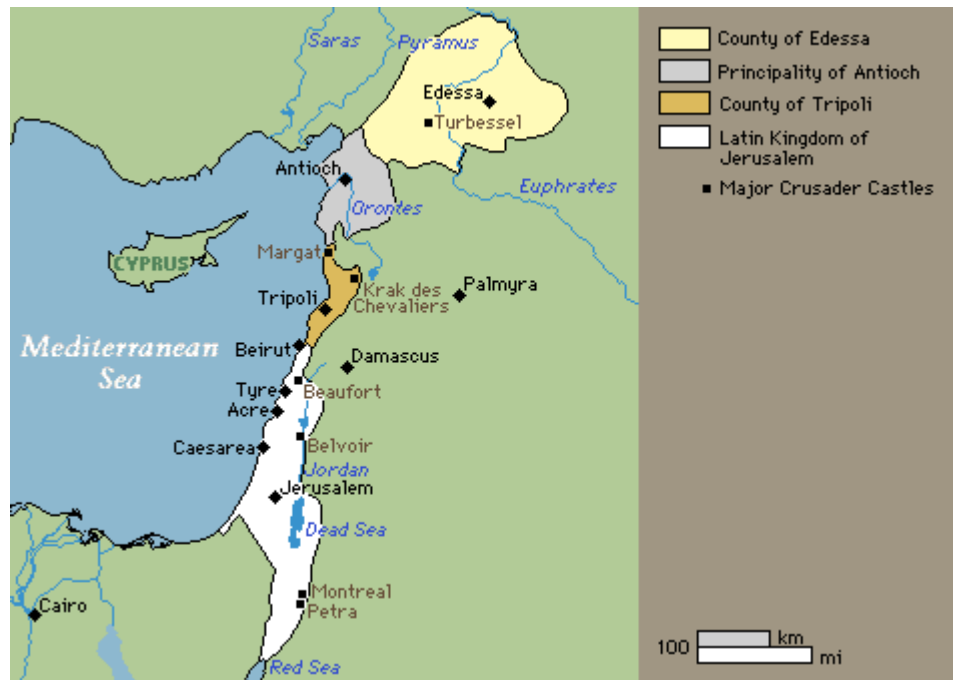 Saras
Pyramus
Edessa
Turbessel
Antioch
Orontes
Euphrates
Margat
CYPRUS
Krak des
Chevaliers
Palmyra
Tripoli
Mediterranean
Sea
Beirut
Damascus
Tyre
Beaufort
Acre
Caesarea
Belvoir
Jordan
Jerusalem
Dead Sea
Montreal
Petra
Cairo
Red Sea
County of Edessa
Principality of Antioch
County of Tripoli
Latin Kingdom of
Jerusalem
Major Crusader Castles
100 km
mi